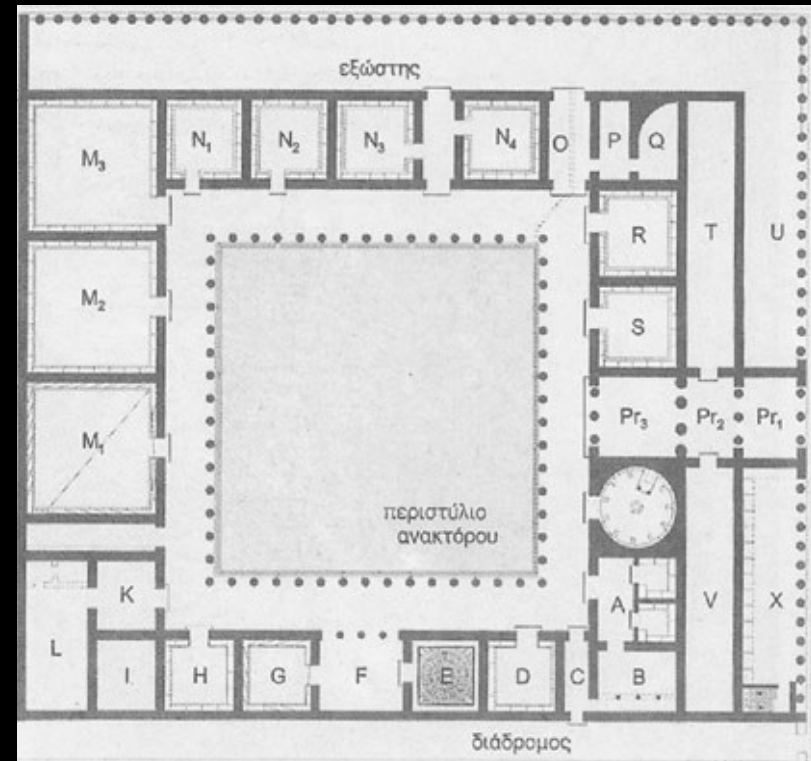 εξώστης
M3 N1 N2 N3 N4 O P Q
R T U
M2
S
M1 Pr3 Pr2 Pr1
περιστύλιο
ανακτόρου
K A V X
L I H G F E D C B
διάδρομος